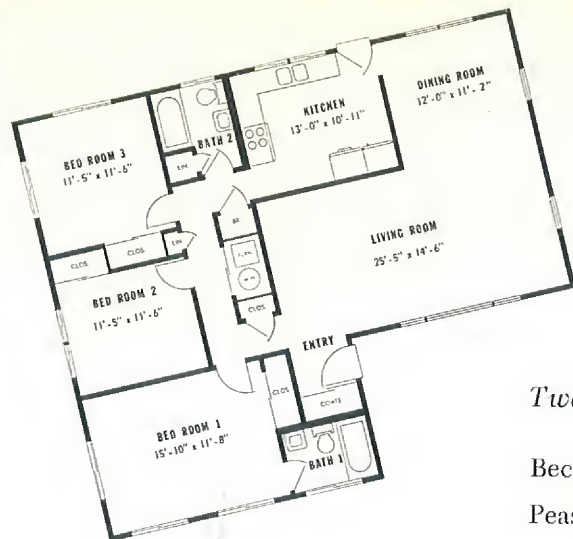 BED ROOM 3
11'-5" x 11'-6"
BATH 2
LIN.
KITCHEN
13'-0" x 10'-11"
DINING ROOM
12'-0" x 11'-2"
CLOS.
CLOS.
LIN.
BED ROOM 2
11'-5" x 11'-6"
CLOS.
LIVING ROOM
25'-5" x 14'-6"
ENTRY
CLOS.
COATS
BED ROOM 1
15'-10" x 11'-8"
BATH 1
Twe
Bec
Peas